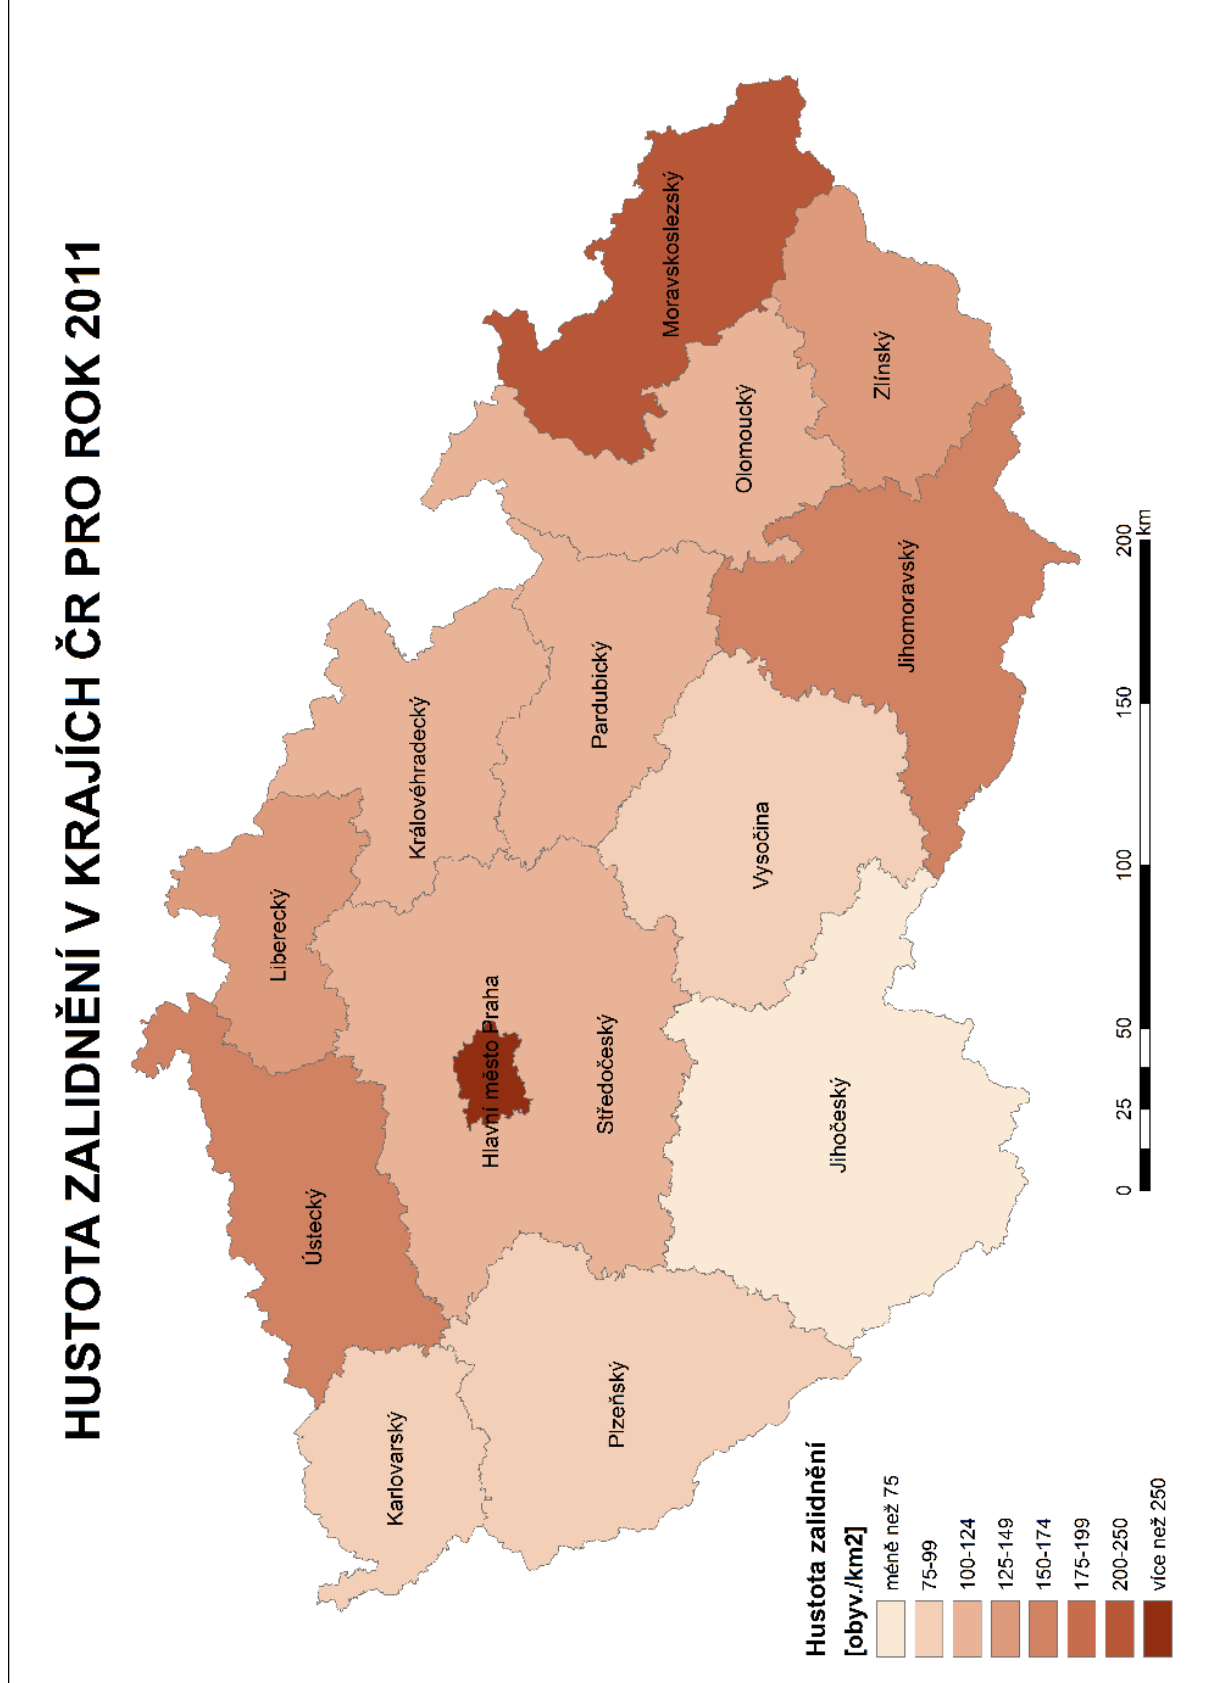 HUSTOTA ZALIDNĚNÍ V KRAJÍCH ČR PRO ROK 2011
Ústecký
Liberecký
Karlovarský
Královéhradecký
Hlavní město Praha
Středočeský
Pardubický
Plzeňský
Moravskoslezský
Olomoucký
Vysočina
Jihočeský
Zlínský
Jihomoravský
Hustota zalidnění
[obyv./km2]
méně než 75
75-99
100-124
125-149
150-174
175-199
200-250
více než 250
0 25 50 100 150 200
km